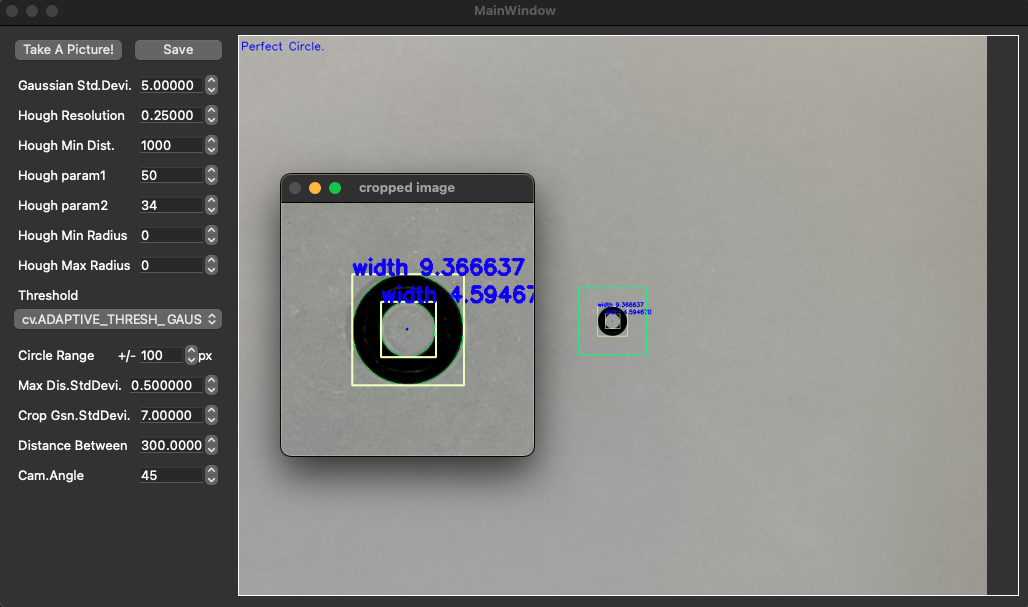 MainWindow
Take A Picture! Save
Perfect Circle.
Gaussian Std.Devi. 5.00000
Hough Resolution 0.25000
Hough Min Dist. 1000
Hough param1 50
Hough param2 34
Hough Min Radius 0
Hough Max Radius 0
Threshold
cv.ADAPTIVE_THRESH_GAUS
Circle Range +/- 100 px
Max Dis.StdDevi. 0.500000
Crop Gsn.StdDevi. 7.00000
Distance Between 300.0000
Cam.Angle 45
cropped image
width 9.366637
width 4.59467
width 9.366637
width 4.594670